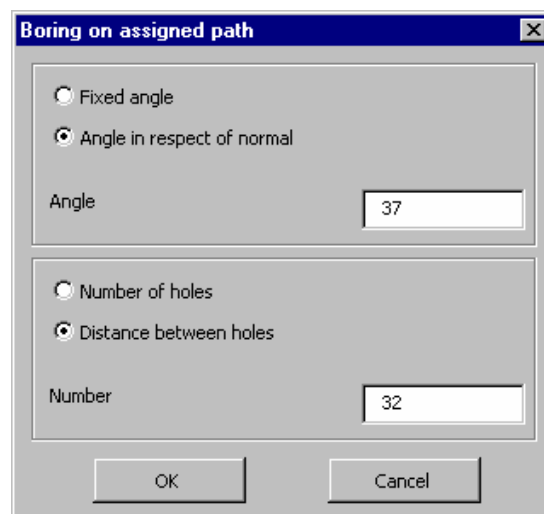 Boring on assigned path
Fixed angle
Angle in respect of normal
Angle 37
Number of holes
Distance between holes
Number 32
OK Cancel